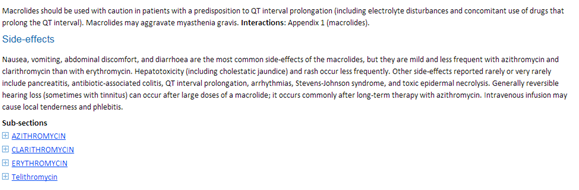 Macrolides should be used with caution in patients with a predisposition to QT interval prolongation (including electrolyte disturbances and concomitant use of drugs that
prolong the QT interval). Macrolides may aggravate myasthenia gravis. Interactions: Appendix 1 (macrolides).
Side-effects
Nausea, vomiting, abdominal discomfort, and diarrhoea are the most common side-effects of the macrolides, but they are mild and less frequent with azithromycin and
clarithromycin than with erythromycin. Hepatotoxicity (including cholestatic jaundice) and rash occur less frequently. Other side-effects reported rarely or very rarely
include pancreatitis, antibiotic-associated colitis, QT interval prolongation, arrhythmias, Stevens-Johnson syndrome, and toxic epidermal necrolysis. Generally reversible
hearing loss (sometimes with tinnitus) can occur after large doses of a macrolide; it occurs commonly after long-term therapy with azithromycin. Intravenous infusion may
cause local tenderness and phlebitis.
Sub-sections
AZITHROMYCIN
CLARITHROMYCIN
ERYTHROMYCIN
Telithromycin